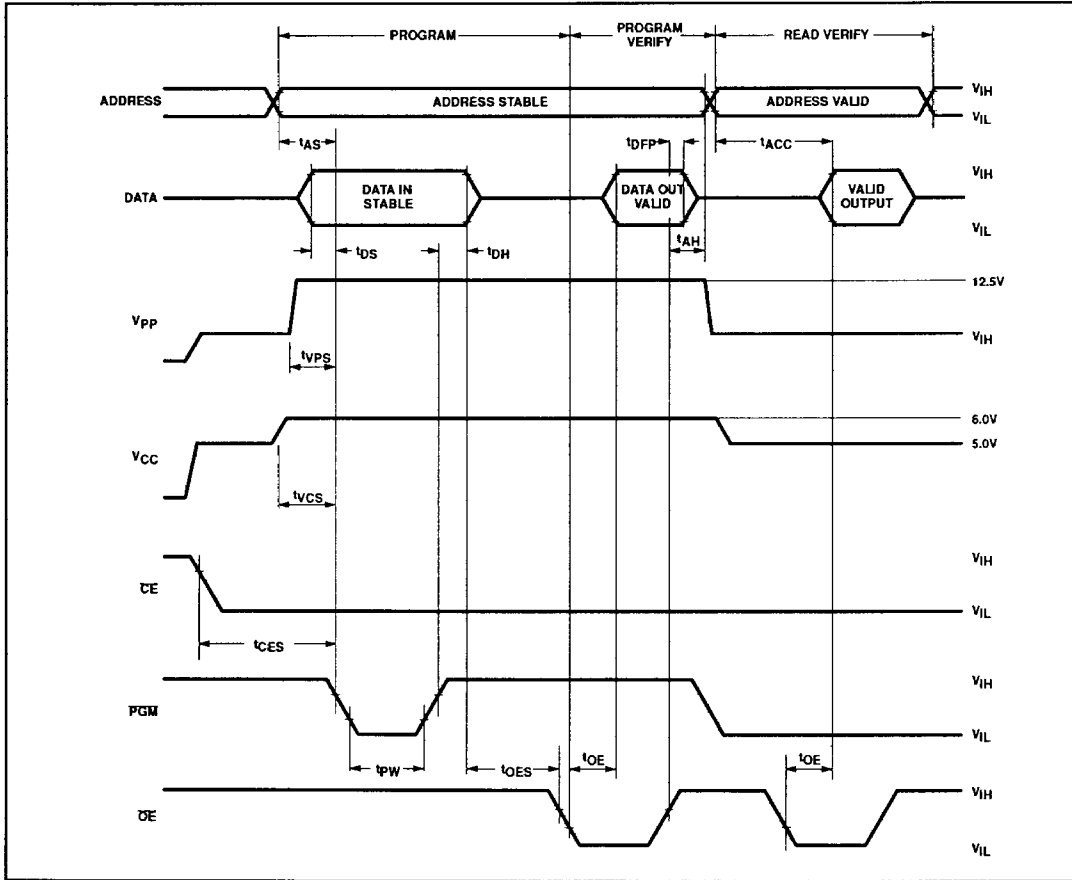 PROGRAM
PROGRAM
VERIFY
READ VERIFY
ADDRESS
ADDRESS STABLE
ADDRESS VALID
VIH
VIL
tAS
tDFP
tACC
DATA
DATA IN
STABLE
DATA OUT
VALID
VALID
OUTPUT
VIH
VIL
tDS
tDH
tAH
VPP
12.5V
VIH
tVPS
VCC
6.0V
5.0V
tVCS
CE
VIH
VIL
tCES
PGM
VIH
VIL
tPW
tOES
tOE
tOE
OE
VIH
VIL